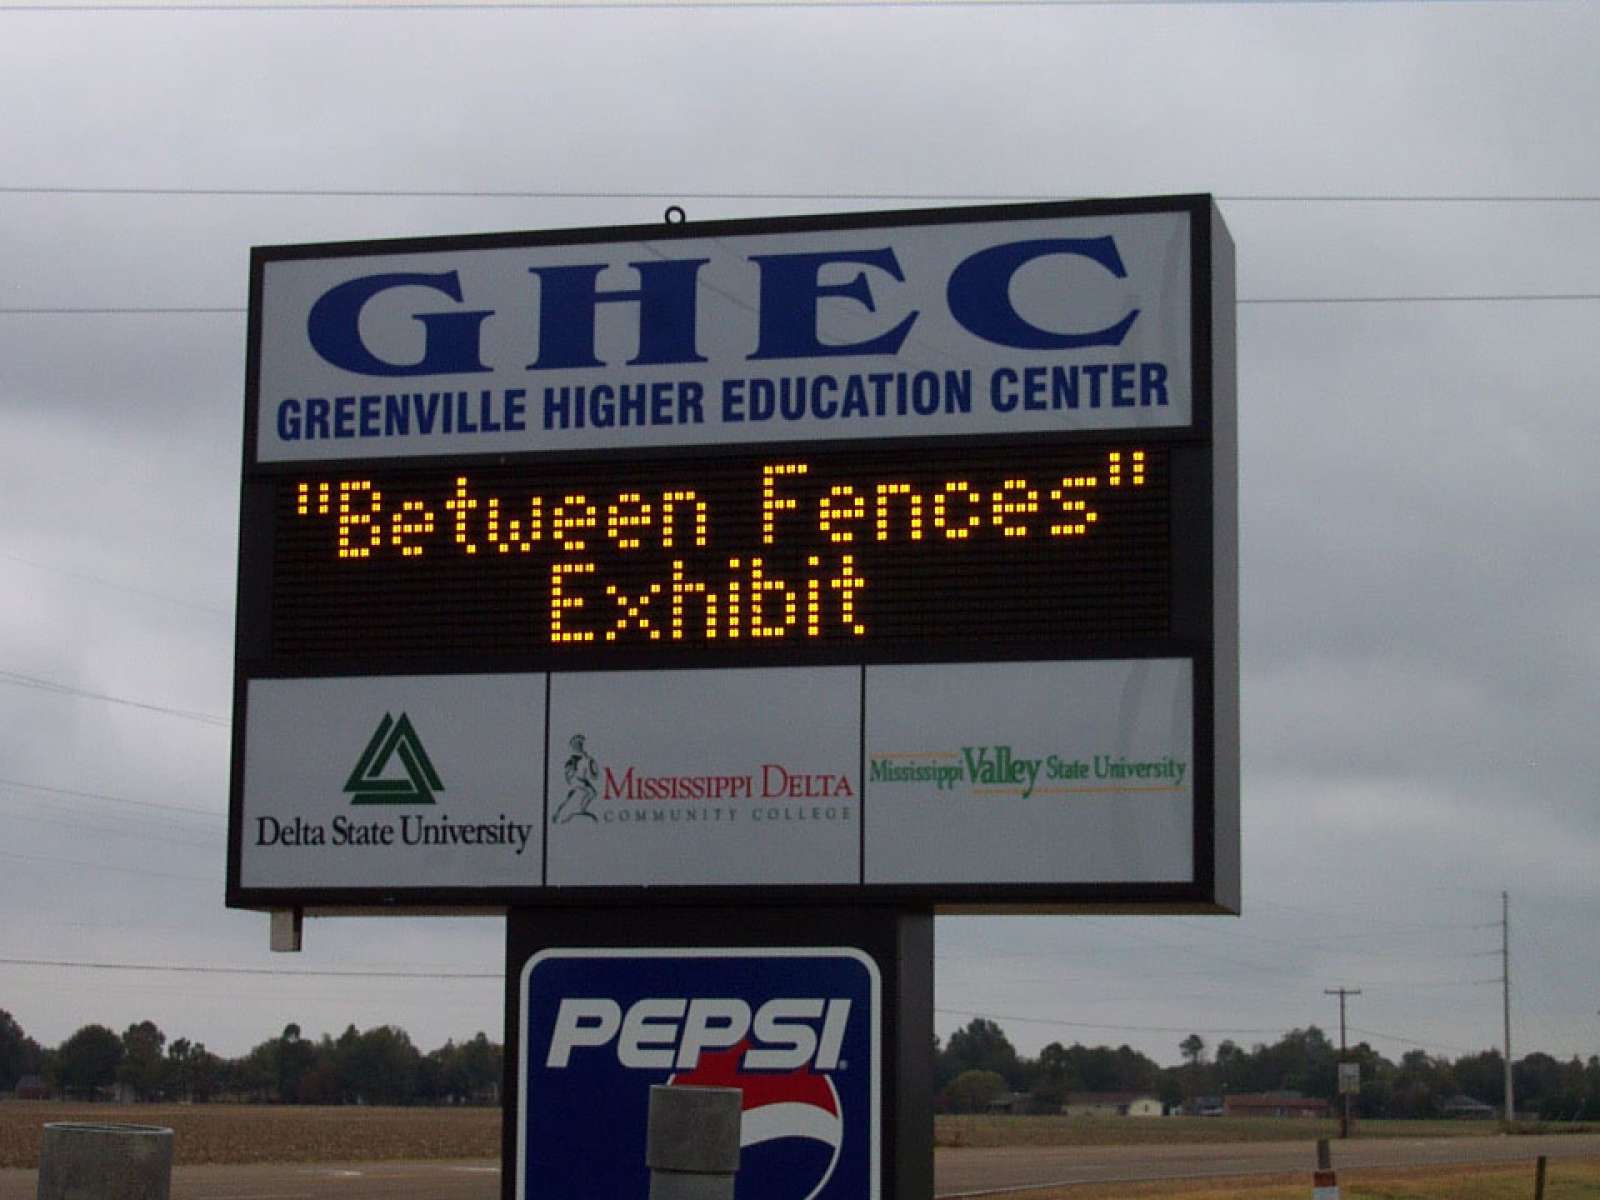 GHEC
GREENVILLE HIGHER EDUCATION CENTER
"Between Fences"
Exhibit
Delta State University
MISSISSIPPI DELTA
COMMUNITY COLLEGE
Mississippi Valley State University
PEPSI